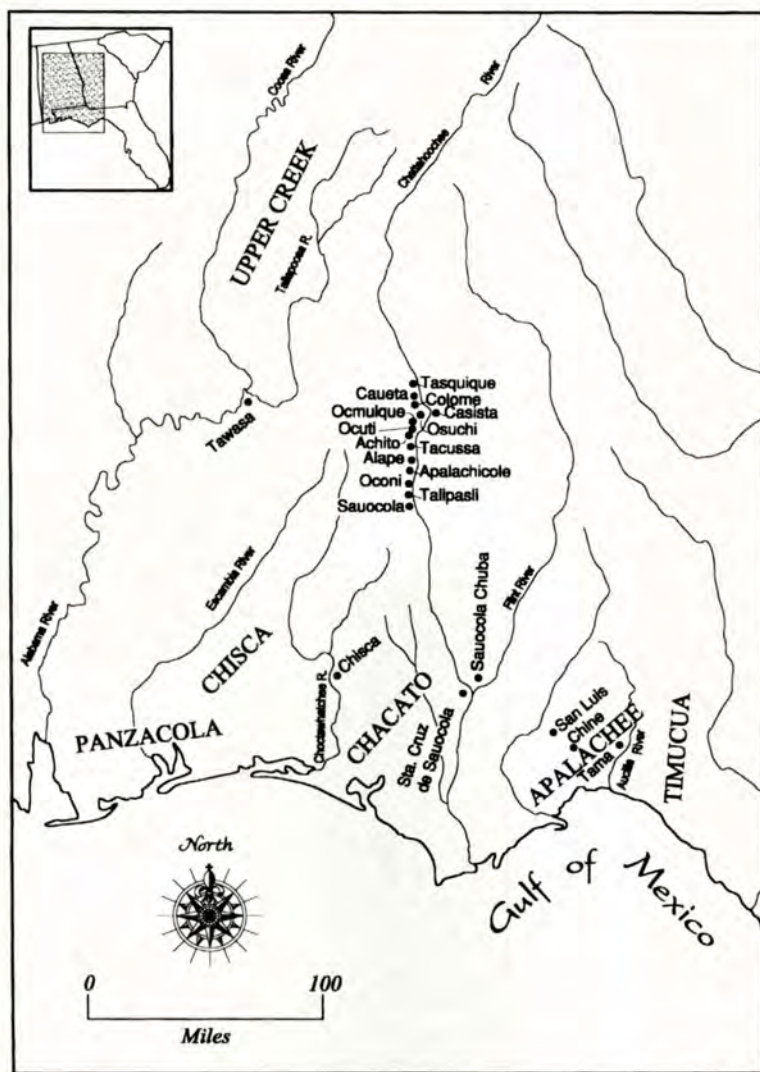 Coosa River
Chattahoochee
River
UPPER CREEK
Tallapoosa R.
Tasquique
Caueta
Colome
Casista
Ocmulque
Ocuti
Osuchi
Achito
Tacussa
Alape
Apalachicole
Oconi
Talipasli
Sauocola
Tawasa
Alabama River
Escambia River
Flint River
Sauocola Chuba
CHISCA
Chisca
Choctawhatchee R.
CHACATO
Sta. Cruz
de Sauocola
PANZACOLA
San Luis
Chine
APALACHEE
Tama
Aucilla River
TIMUCUA
Gulf of Mexico
North
0 100
Miles